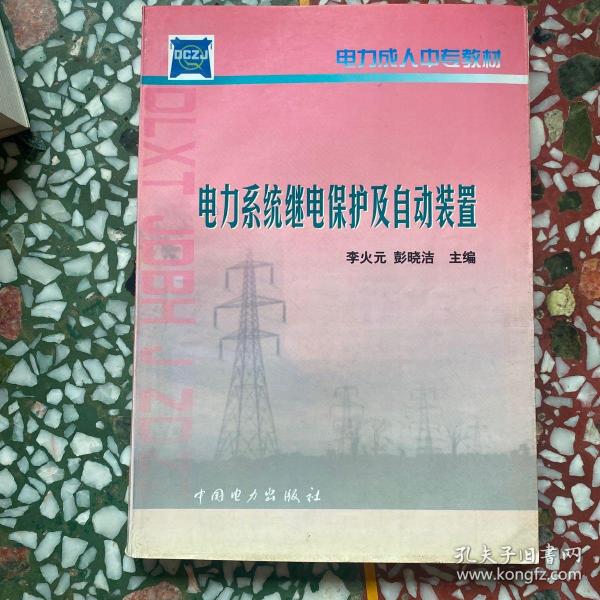 DCZJ
电力成人中专教材
DLXT JDBH J ZDZZ
电力系统继电保护及自动装置
李火元 彭晓洁 主编
中国电力出版社
孔夫子旧书网
www.kongfz.com